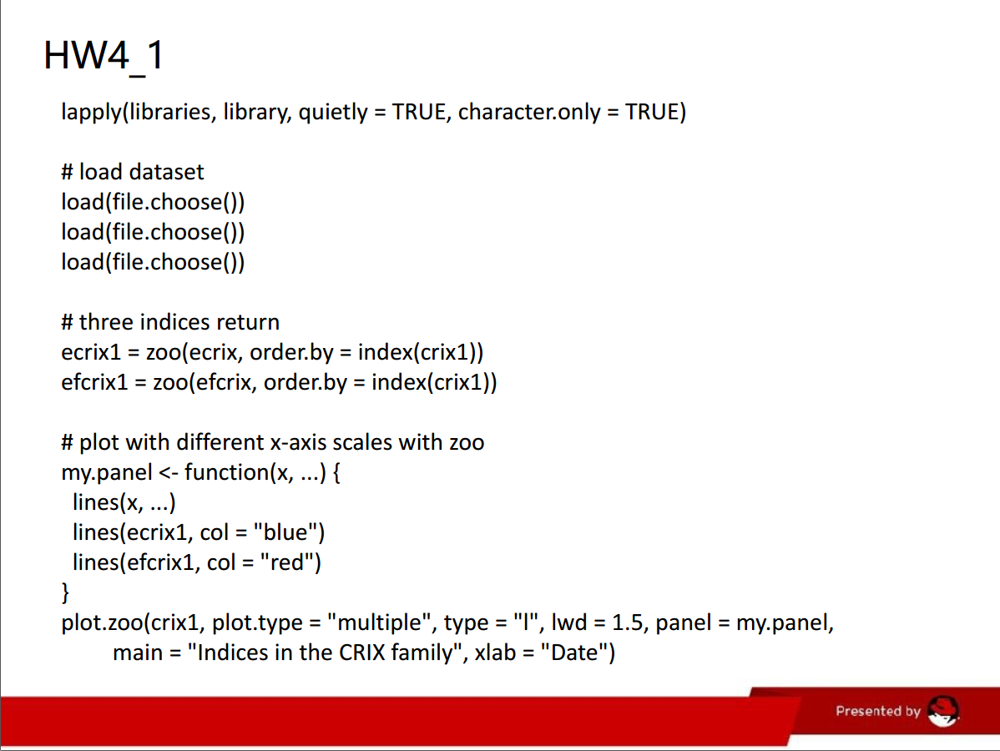 HW4_1
lapply(libraries, library, quietly = TRUE, character.only = TRUE)
# load dataset
load(file.choose())
load(file.choose())
load(file.choose())
# three indices return
ecrix1 = zoo(ecrix, order.by = index(crix1))
efcrix1 = zoo(efcrix, order.by = index(crix1))
# plot with different x-axis scales with zoo
my.panel <- function(x, ...) {
  lines(x, ...)
  lines(ecrix1, col = "blue")
  lines(efcrix1, col = "red")
}
plot.zoo(crix1, plot.type = "multiple", type = "l", lwd = 1.5, panel = my.panel,
         main = "Indices in the CRIX family", xlab = "Date")
Presented by